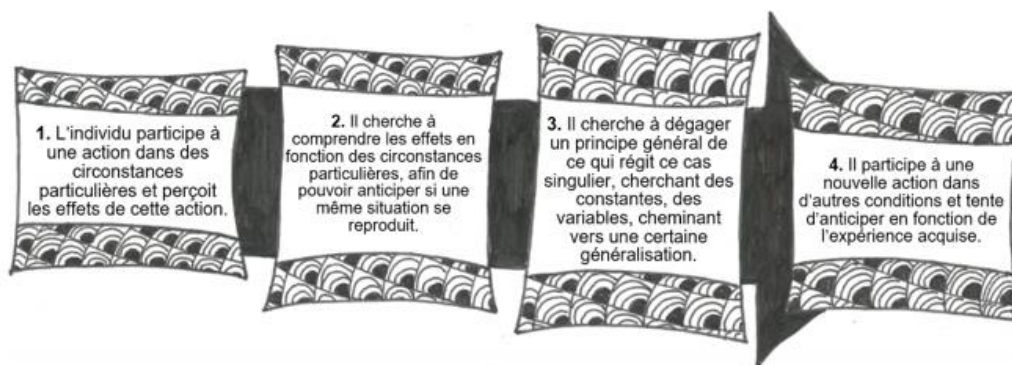 1. L'individu participe à
une action dans des
circonstances
particulières et perçoit
les effets de cette action.
2. Il cherche à
comprendre les effets en
fonction des circonstances
particulières, afin de
pouvoir anticiper si une
même situation se
reproduit.
3. Il cherche à dégager
un principe général de
ce qui régit ce cas
singulier, cherchant des
constantes, des
variables, cheminant
vers une certaine
généralisation.
4. Il participe à une
nouvelle action dans
d'autres conditions et tente
d'anticiper en fonction de
l'expérience acquise.